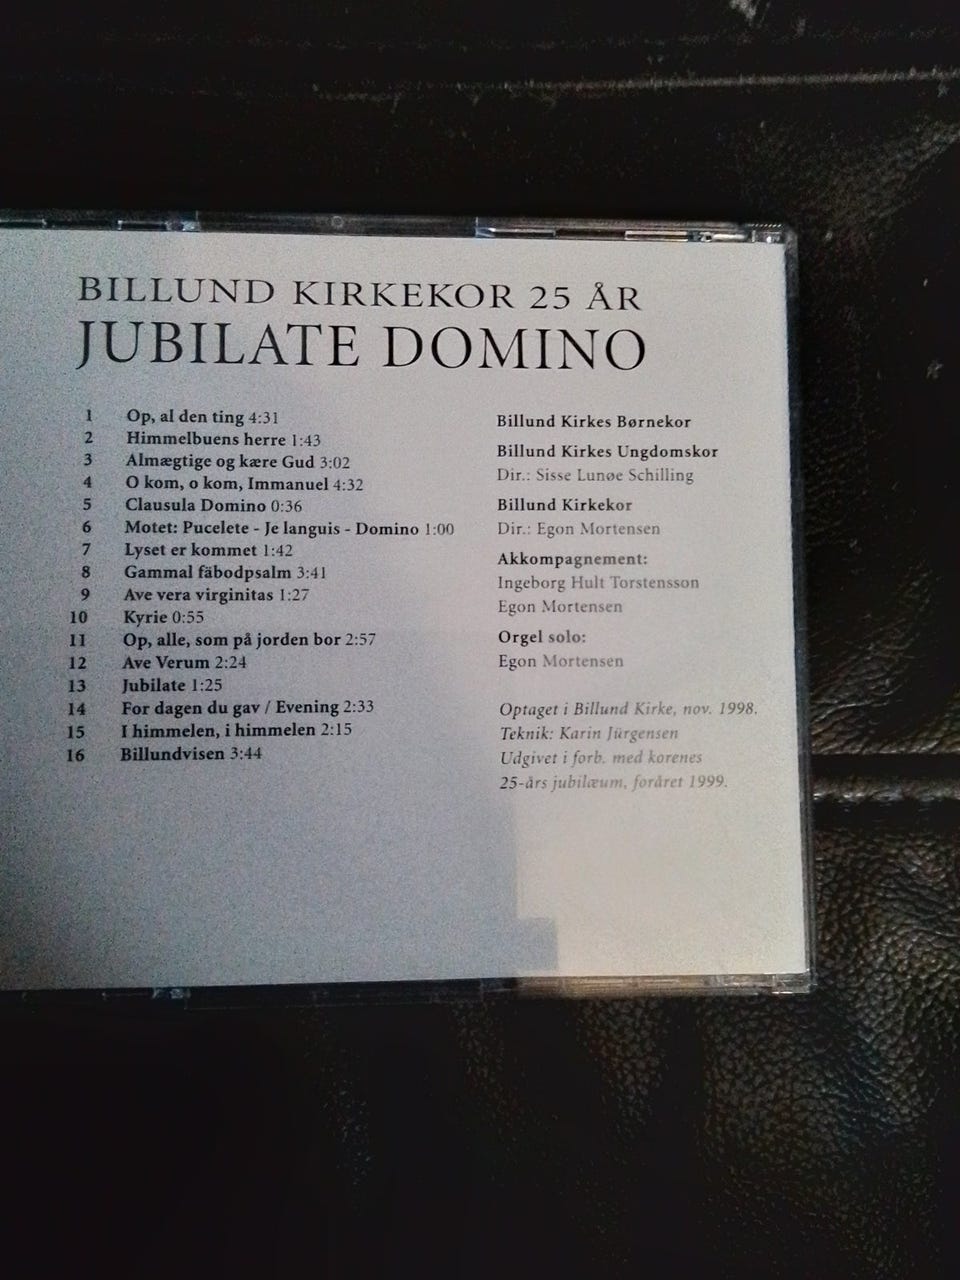 BILLUND KIRKEKOR 25 ÅR
JUBILATE DOMINO
1 Op, al den ting 4:31
2 Himmelbuens herre 1:43
3 Almægtige og kære Gud 3:02
4 O kom, o kom, Immanuel 4:32
5 Clausula Domino 0:36
6 Motet: Pucelete - Je languis - Domino 1:00
7 Lyset er kommet 1:42
8 Gammal fäbodpsalm 3:41
9 Ave vera virginitas 1:27
10 Kyrie 0:55
11 Op, alle, som på jorden bor 2:57
12 Ave Verum 2:24
13 Jubilate 1:25
14 For dagen du gav / Evening 2:33
15 I himmelen, i himmelen 2:15
16 Billundvisen 3:44
Billund Kirkes Børnekor
Billund Kirkes Ungdomskor
Dir.: Sisse Lunøe Schilling
Billund Kirkekor
Dir.: Egon Mortensen
Akkompagnement:
Ingeborg Hult Torstensson
Egon Mortensen
Orgel solo:
Egon Mortensen
Optaget i Billund Kirke, nov. 1998.
Teknik: Karin Jürgensen
Udgivet i forb. med korenes
25-års jubilæum, foråret 1999.